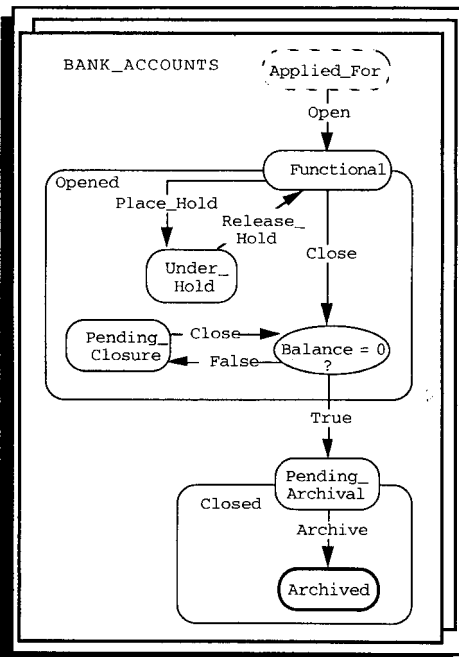 BANK_ACCOUNTS
Applied_For
Open
Functional
Opened
Place_Hold
Release_
Hold
Close
Under_
Hold
Pending_
Closure
Close
False
Balance = 0
?
True
Pending_
Archival
Closed
Archive
Archived